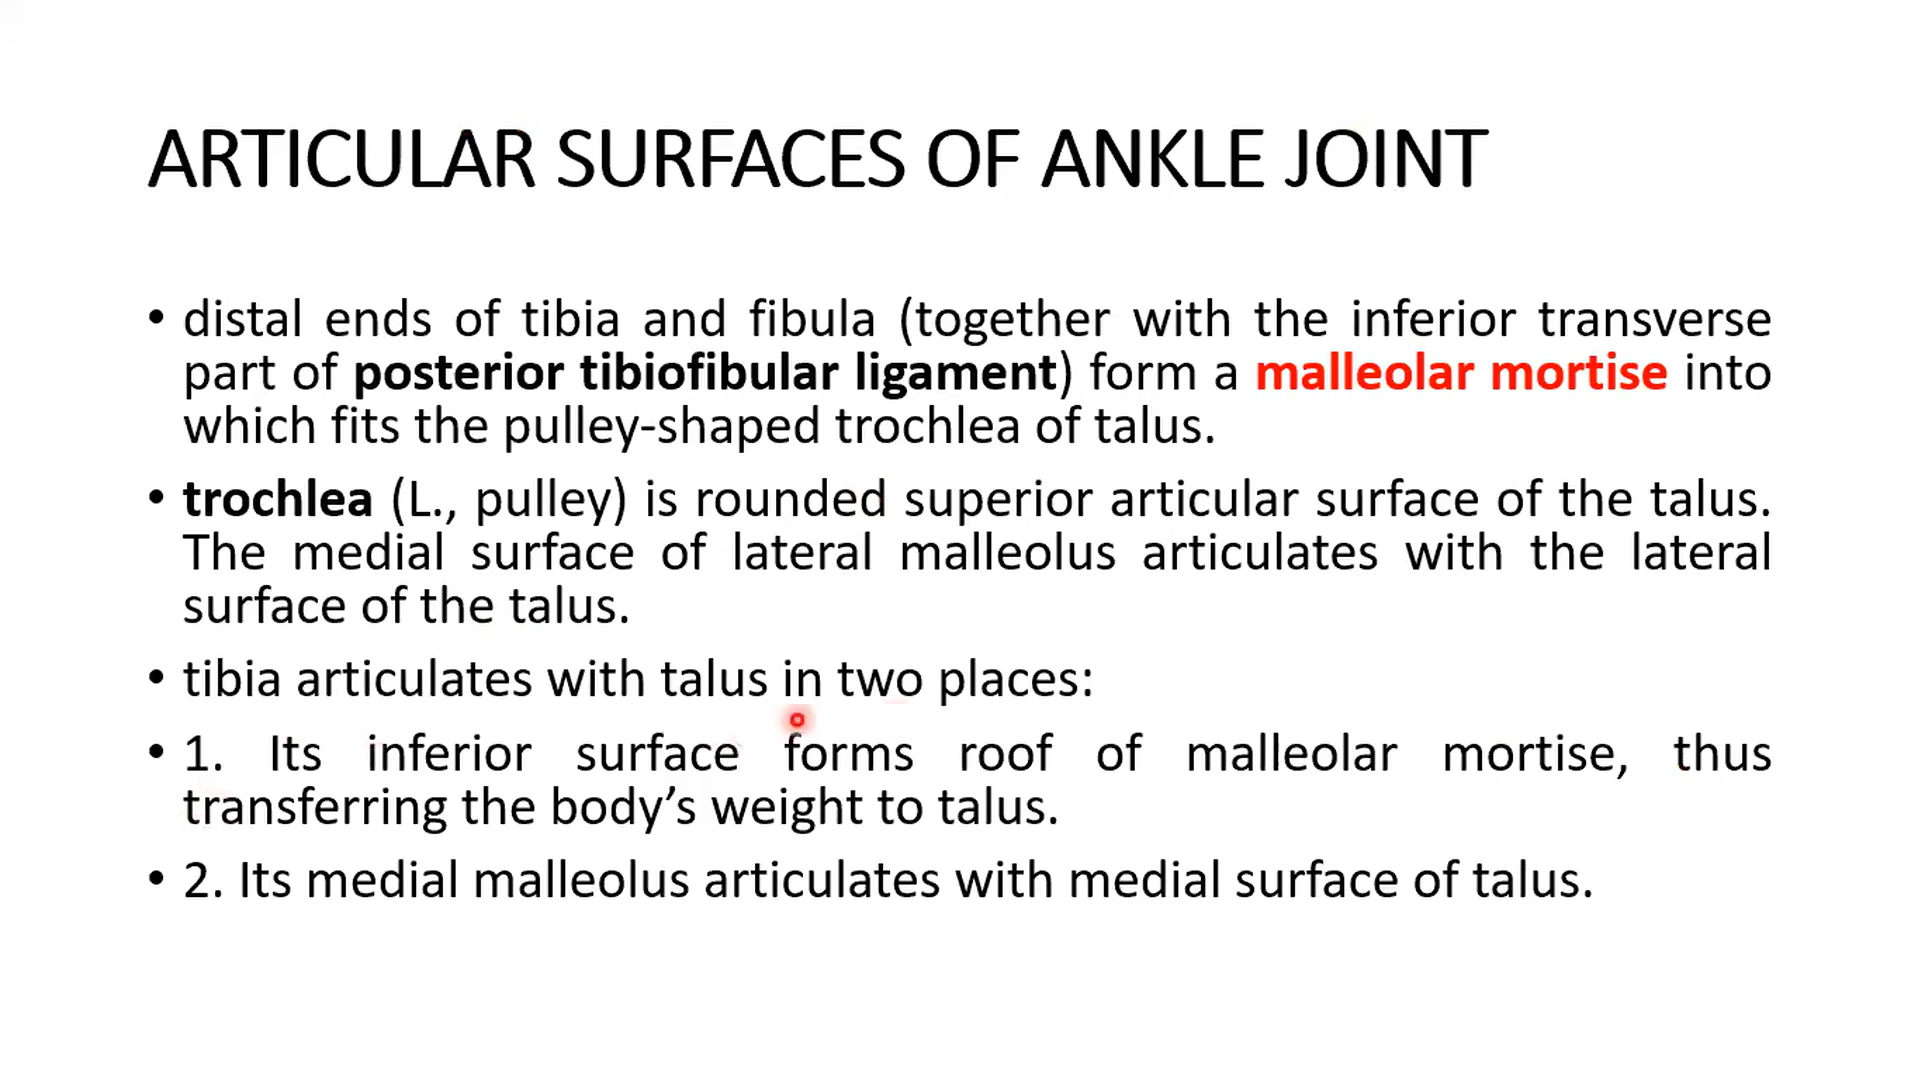 ARTICULAR SURFACES OF ANKLE JOINT
• distal ends of tibia and fibula (together with the inferior transverse
part of posterior tibiofibular ligament) form a malleolar mortise into
which fits the pulley-shaped trochlea of talus.
• trochlea (L., pulley) is rounded superior articular surface of the talus.
The medial surface of lateral malleolus articulates with the lateral
surface of the talus.
• tibia articulates with talus in two places:
• 1. Its inferior surface forms roof of malleolar mortise, thus
transferring the body’s weight to talus.
• 2. Its medial malleolus articulates with medial surface of talus.